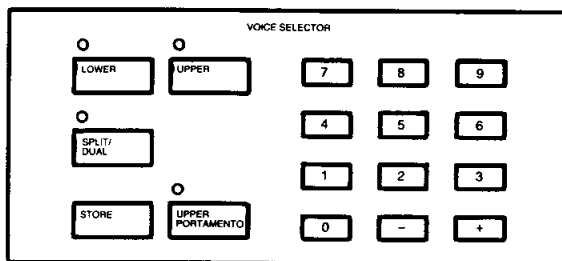 VOICE SELECTOR
LOWER
UPPER
7
8
9
SPLIT/
DUAL
4
5
6
1
2
3
STORE
UPPER
PORTAMENTO
0
–
+